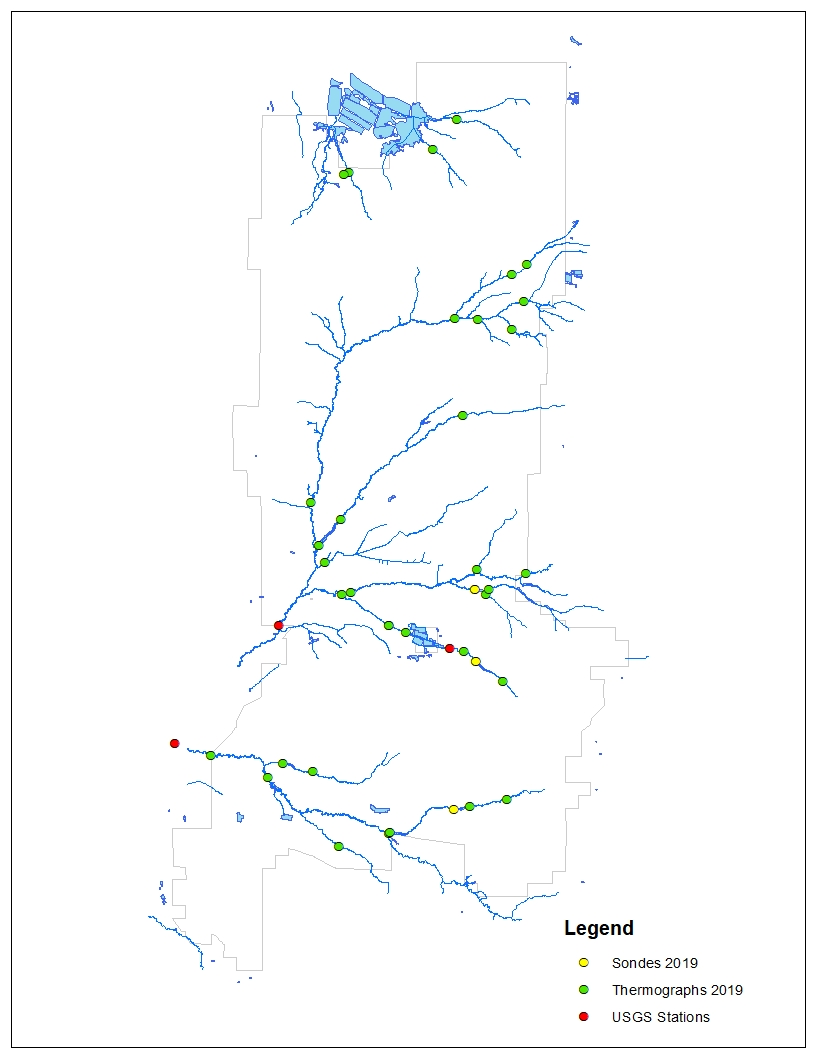 Legend
Sondes 2019
Thermographs 2019
USGS Stations